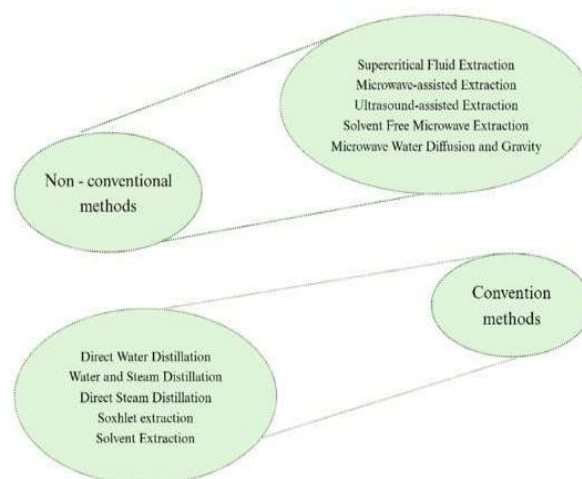 Supercritical Fluid Extraction
Microwave-assisted Extraction
Ultrasound-assisted Extraction
Solvent Free Microwave Extraction
Microwave Water Diffusion and Gravity
Non - conventional
methods
Convention
methods
Direct Water Distillation
Water and Steam Distillation
Direct Steam Distillation
Soxhlet extraction
Solvent Extraction